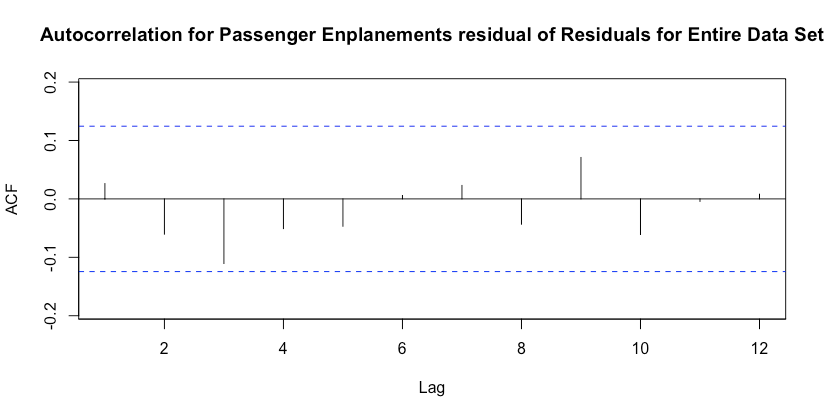 Autocorrelation for Passenger Enplanements residual of Residuals for Entire Data Set
0.2
0.1
0.0
-0.1
-0.2
ACF
2 4 6 8 10 12
Lag